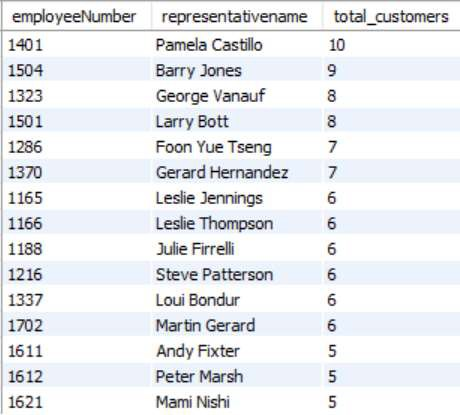 employeeNumber representativename total_customers
1401 Pamela Castillo 10
1504 Barry Jones 9
1323 George Vanauf 8
1501 Larry Bott 8
1286 Foon Yue Tseng 7
1370 Gerard Hernandez 7
1165 Leslie Jennings 6
1166 Leslie Thompson 6
1188 Julie Firrelli 6
1216 Steve Patterson 6
1337 Loui Bondur 6
1702 Martin Gerard 6
1611 Andy Fixter 5
1612 Peter Marsh 5
1621 Mami Nishi 5